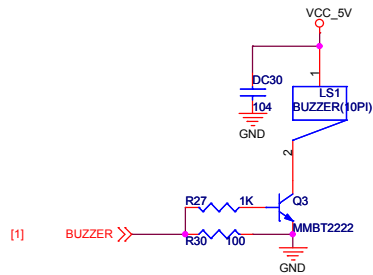 VCC_5V
1
DC30
LS1
104
BUZZER(10PI)
GND
2
R27 1K Q3
MMBT2222
[1] BUZZER
R30 100
GND